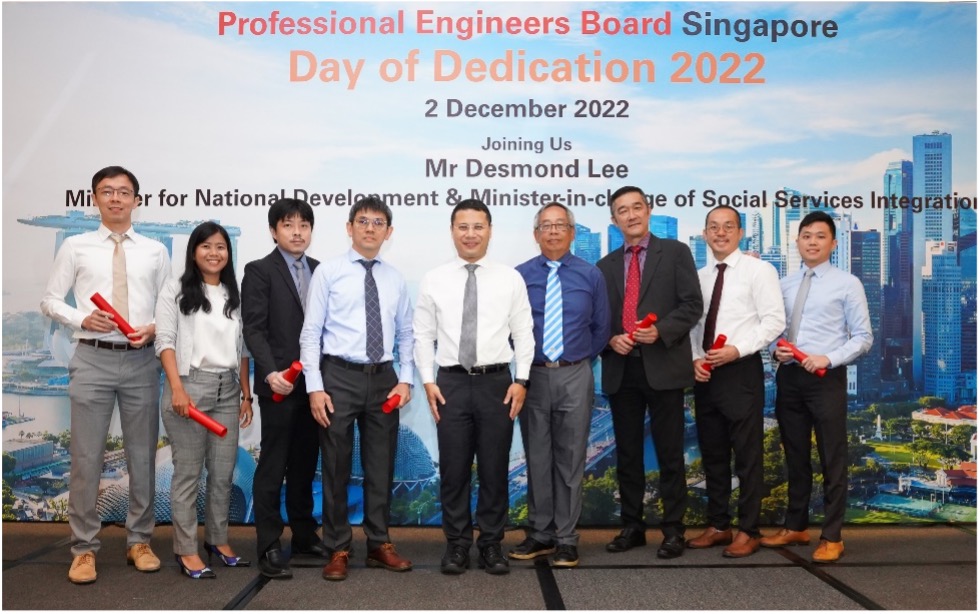 Professional Engineers Board Singapore
Day of Dedication 2022
2 December 2022
Joining Us
Mr Desmond Lee
for National Development & Minister-in-charge of Social Services Integration